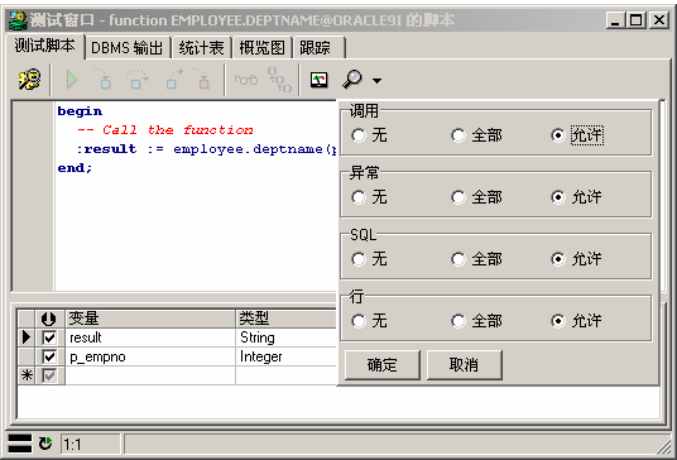 测试窗口 - function EMPLOYEE.DEPTNAME@ORACLE9I 的脚本
测试脚本 DBMS 输出 统计表 概览图 跟踪
begin
-- Call the function
:result := employee.deptname(
end;
调用
无 全部 允许
异常
无 全部 允许
SQL
无 全部 允许
行
无 全部 允许
确定 取消
变量 类型
result String
p_empno Integer
1:1